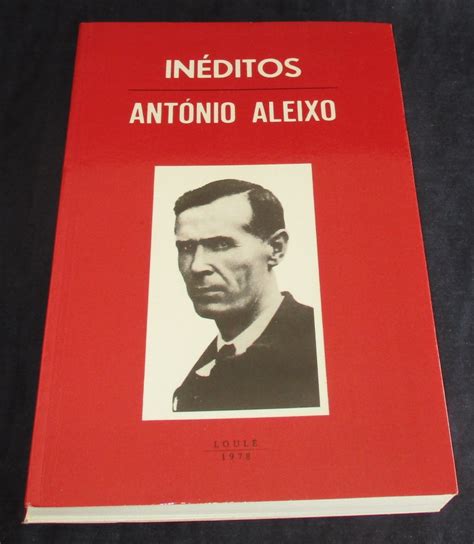 INÉDITOS
ANTÓNIO ALEIXO
LOULÉ
1978